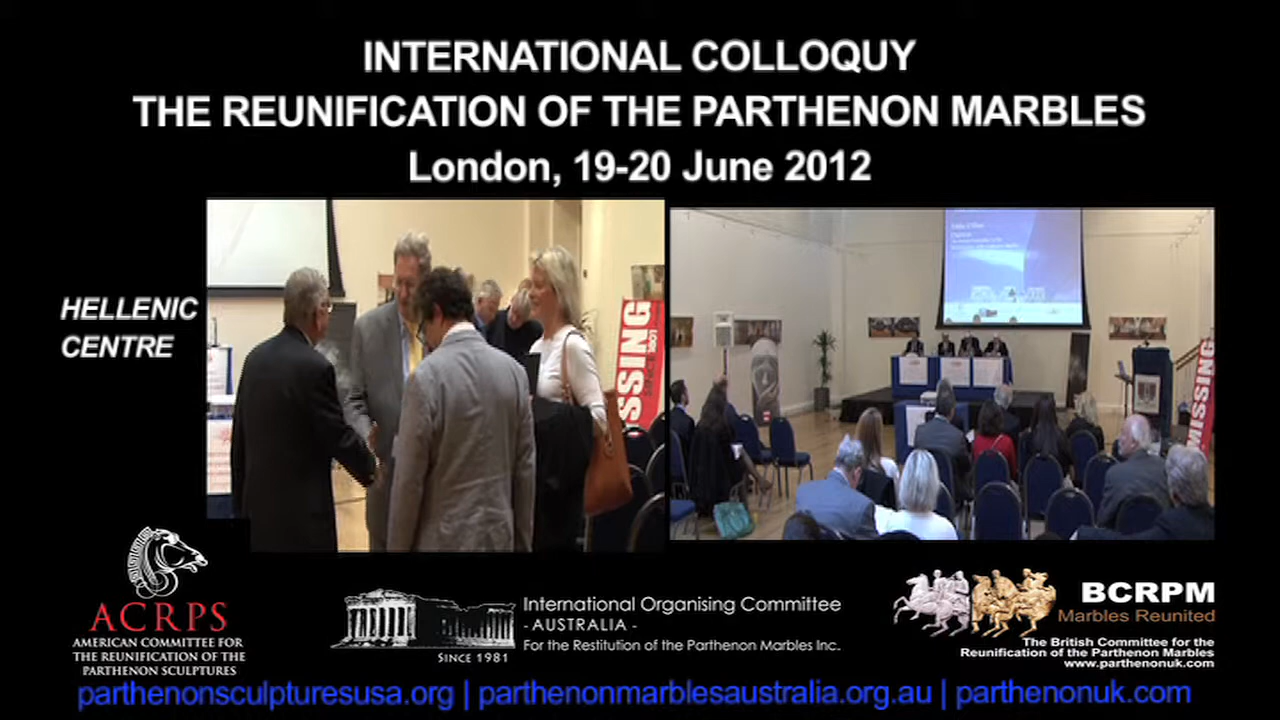 INTERNATIONAL COLLOQUY
THE REUNIFICATION OF THE PARTHENON MARBLES
London, 19-20 June 2012
HELLENIC
CENTRE
SSING
SINCE 1801
MISSING
ACRPS
AMERICAN COMMITTEE FOR
THE REUNIFICATION OF THE
PARTHENON SCULPTURES
International Organising Committee
- AUSTRALIA -
For the Restitution of the Parthenon Marbles Inc.
SINCE 1981
BCRPM
Marbles Reunited
The British Committee for the
Reunification of the Parthenon Marbles
www.parthenonuk.com
parthenonsculpturesusa.org | parthenonmarblesaustralia.org.au | parthenonuk.com